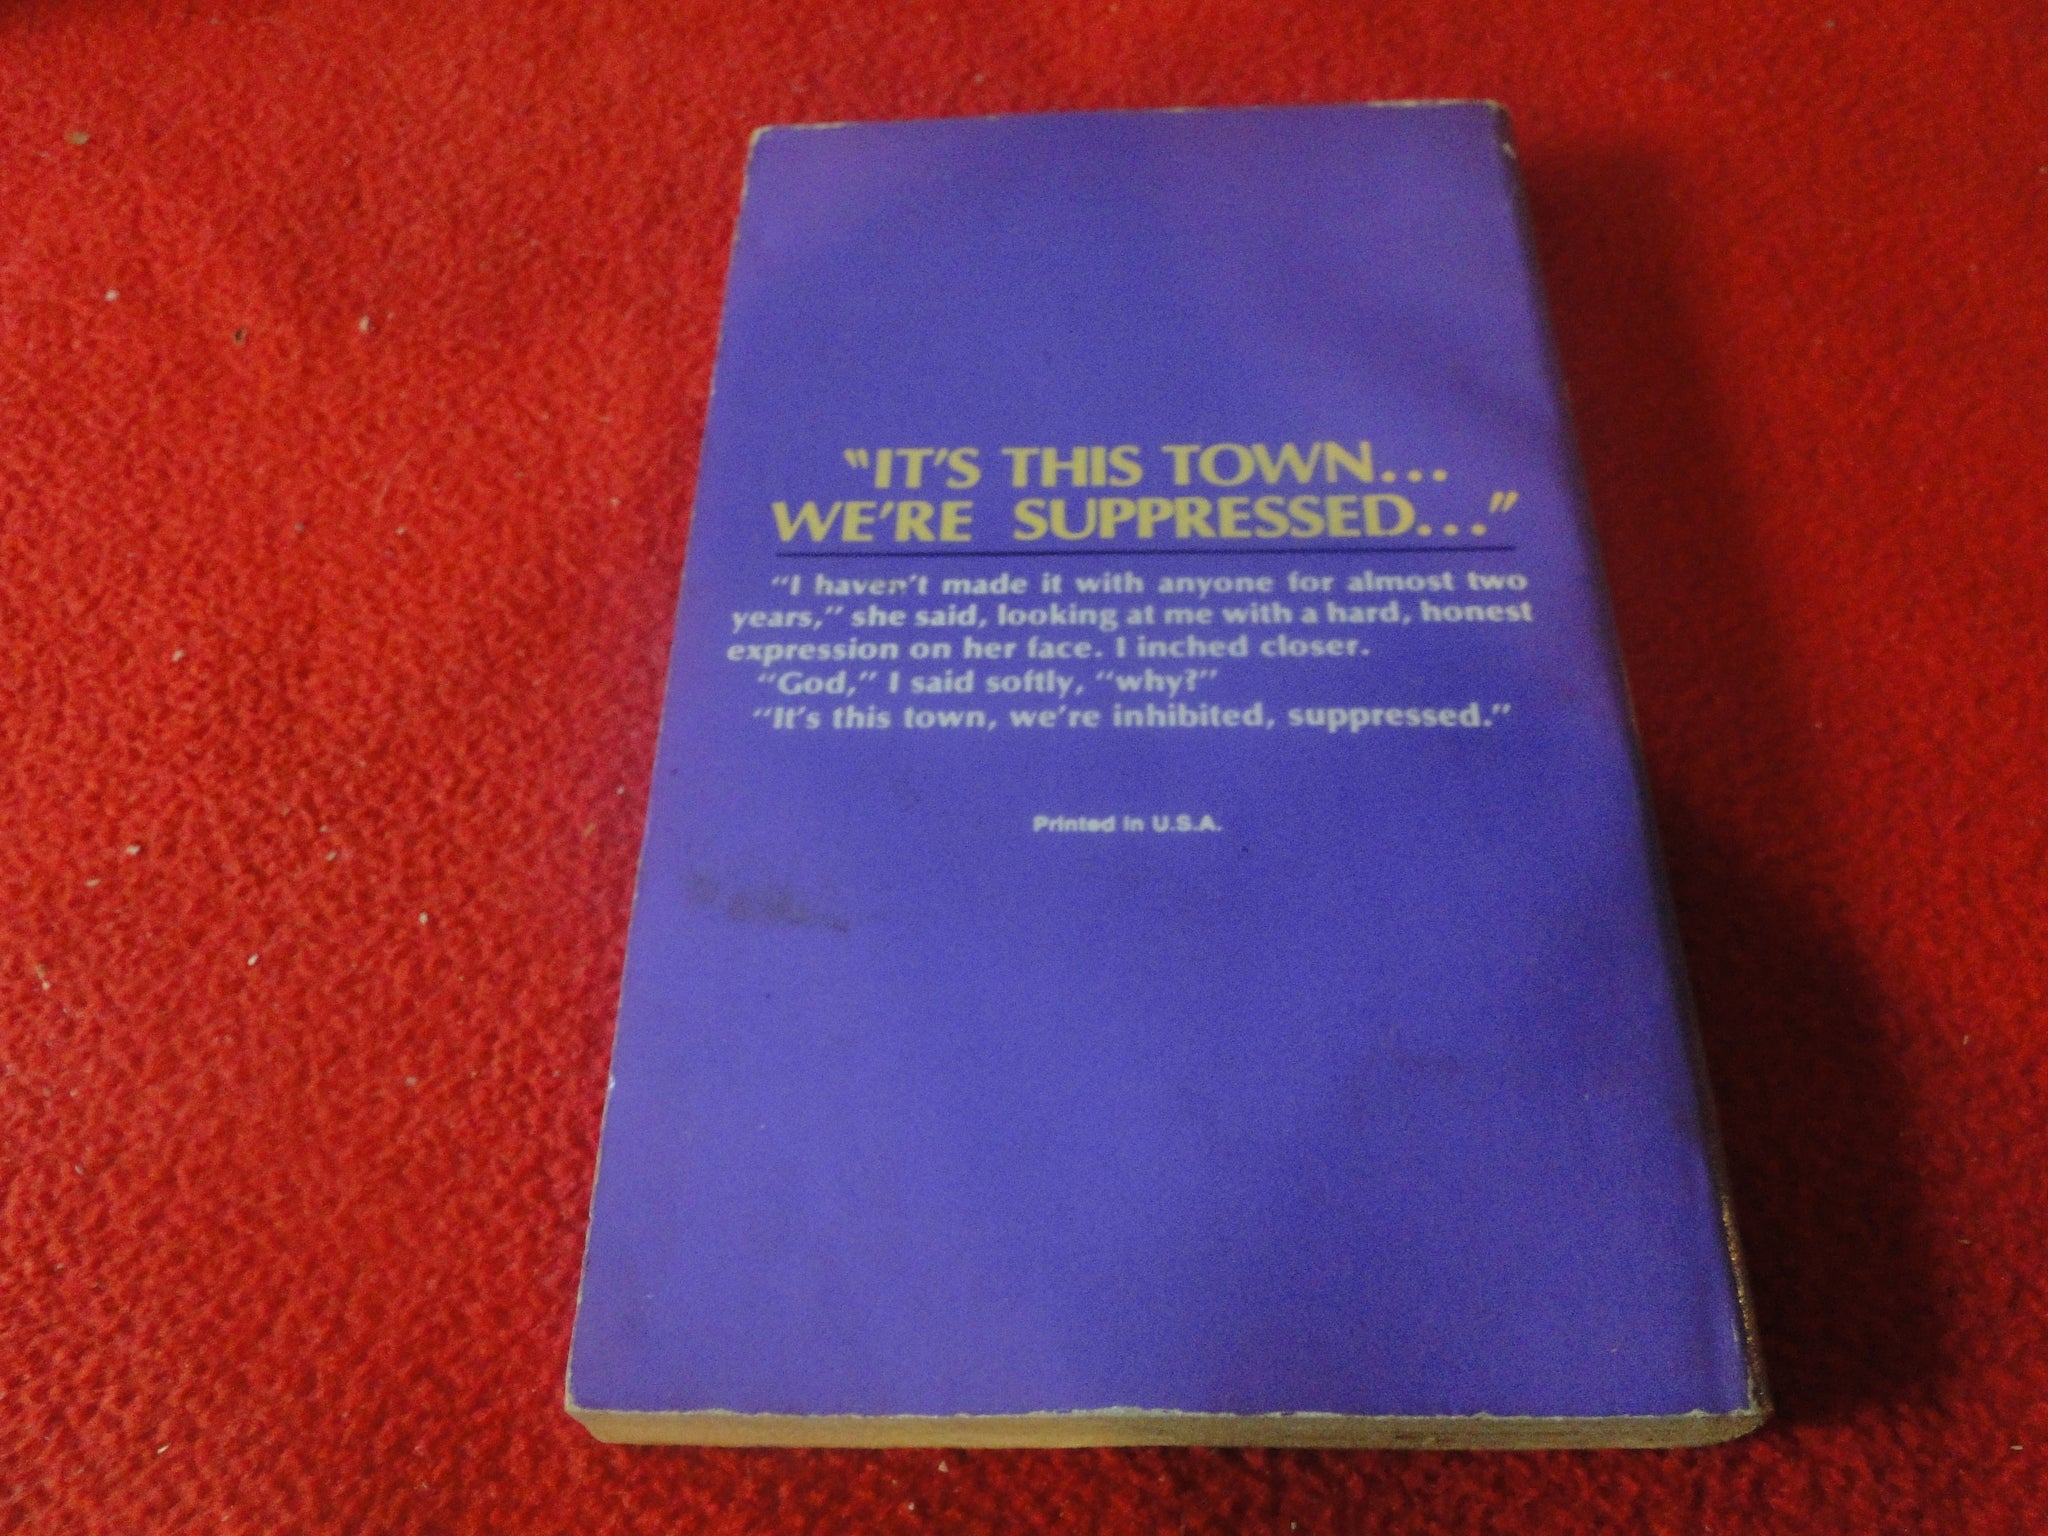 "IT'S THIS TOWN...
WE'RE SUPPRESSED..."
"I haven't made it with anyone for almost two
years," she said, looking at me with a hard, honest
expression on her face. I inched closer.
"God," I said softly, "why?"
"It's this town, we're inhibited, suppressed."
Printed in U.S.A.